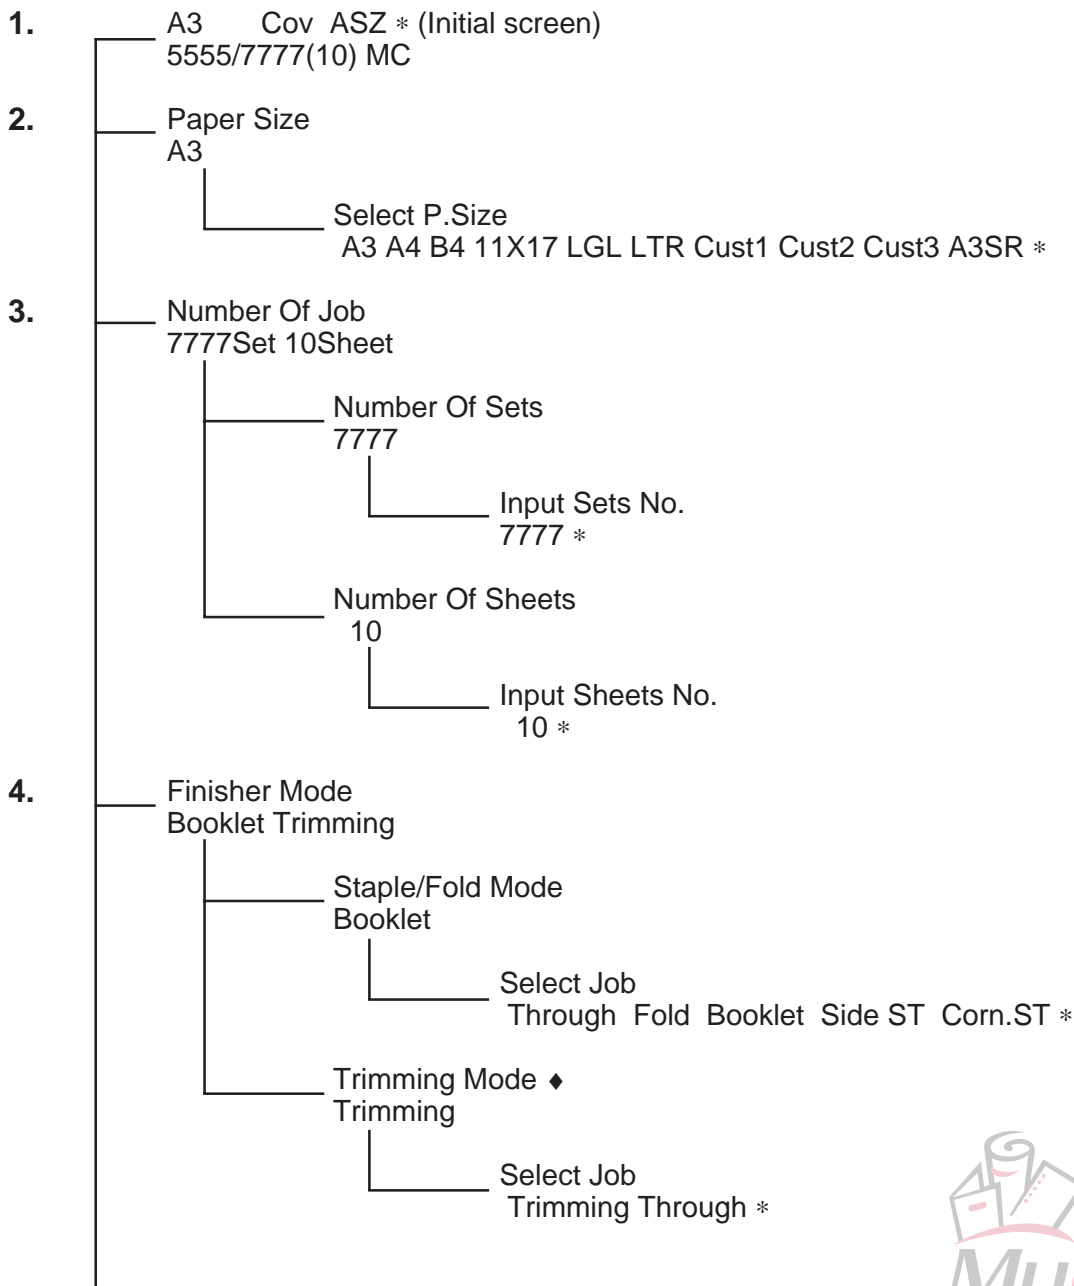 1. A3 Cov ASZ * (Initial screen)
5555/7777(10) MC
2. Paper Size
A3
Select P.Size
A3 A4 B4 11X17 LGL LTR Cust1 Cust2 Cust3 A3SR *
3. Number Of Job
7777Set 10Sheet
Number Of Sets
7777
Input Sets No.
7777 *
Number Of Sheets
10
Input Sheets No.
10 *
4. Finisher Mode
Booklet Trimming
Staple/Fold Mode
Booklet
Select Job
Through Fold Booklet Side ST Corn.ST *
Trimming Mode ♦
Trimming
Select Job
Trimming Through *